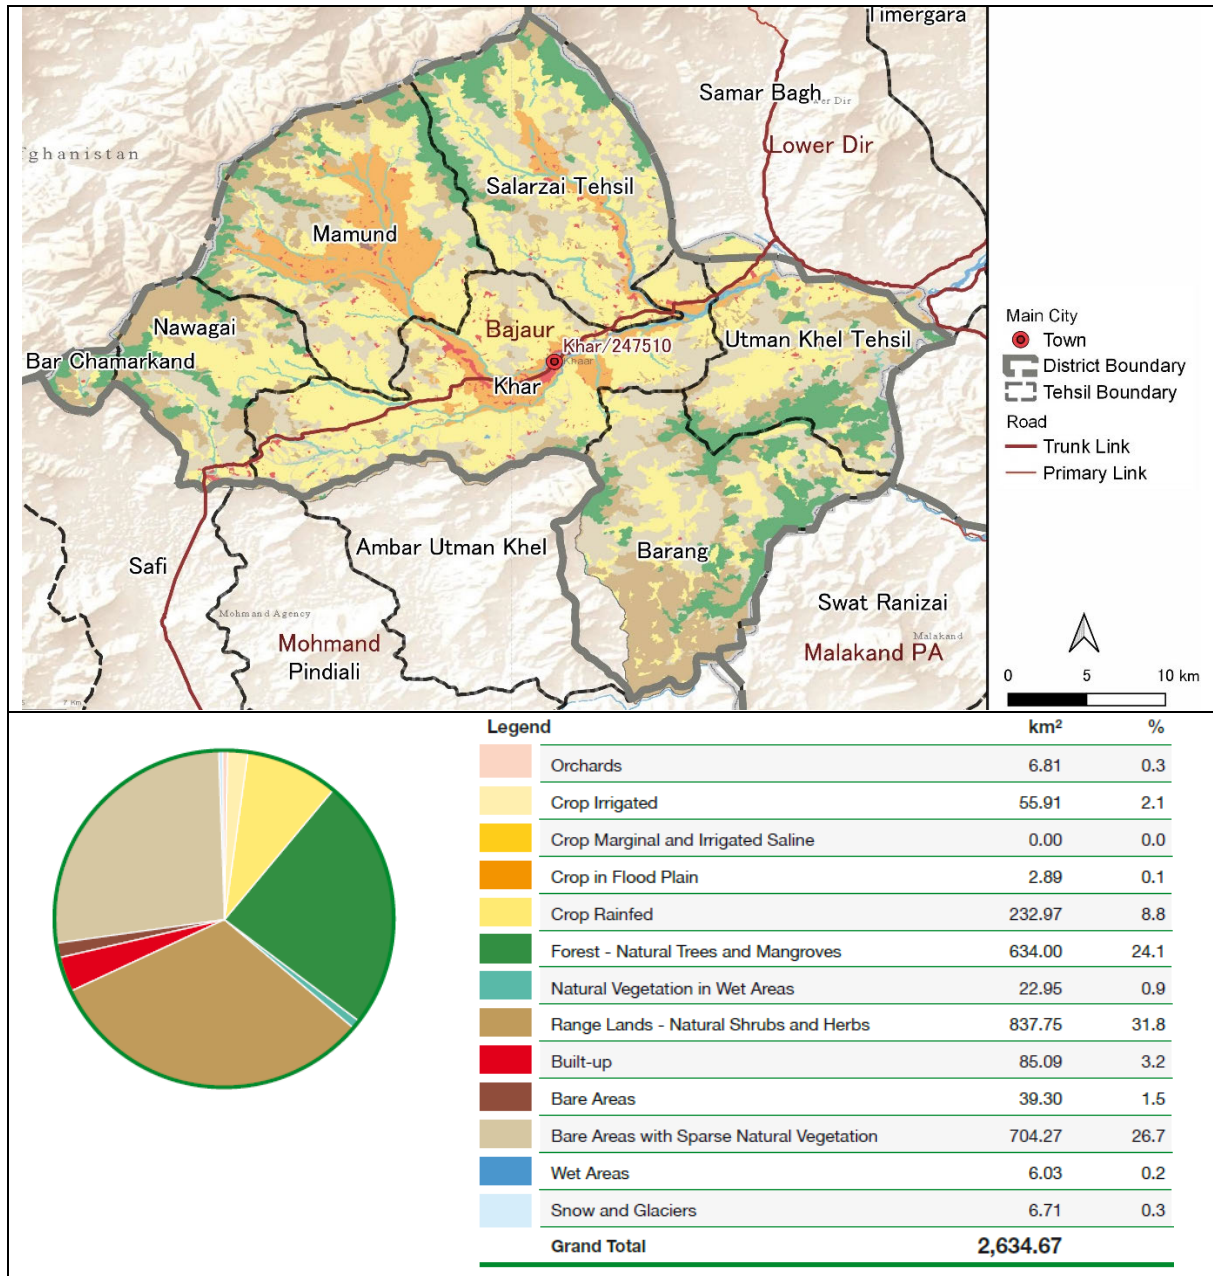 Timergara
Samar Bagh
er Dir
Lower Dir
fghanistan
Salarzai Tehsil
Mamund
Nawagai
Bajaur
Utman Khel Tehsil
Khar/247510
Khaar
Bar Chamarkand
Khar
Ambar Utman Khel
Barang
Safi
Swat Ranizai
Mohmand Agency
Mohmand
Malakand
Malakand PA
Pindiali
7 Km
Main City
Town
District Boundary
Tehsil Boundary
Road
Trunk Link
Primary Link
0 5 10 km
Legend km² %
Orchards 6.81 0.3
Crop Irrigated 55.91 2.1
Crop Marginal and Irrigated Saline 0.00 0.0
Crop in Flood Plain 2.89 0.1
Crop Rainfed 232.97 8.8
Forest - Natural Trees and Mangroves 634.00 24.1
Natural Vegetation in Wet Areas 22.95 0.9
Range Lands - Natural Shrubs and Herbs 837.75 31.8
Built-up 85.09 3.2
Bare Areas 39.30 1.5
Bare Areas with Sparse Natural Vegetation 704.27 26.7
Wet Areas 6.03 0.2
Snow and Glaciers 6.71 0.3
Grand Total 2,634.67